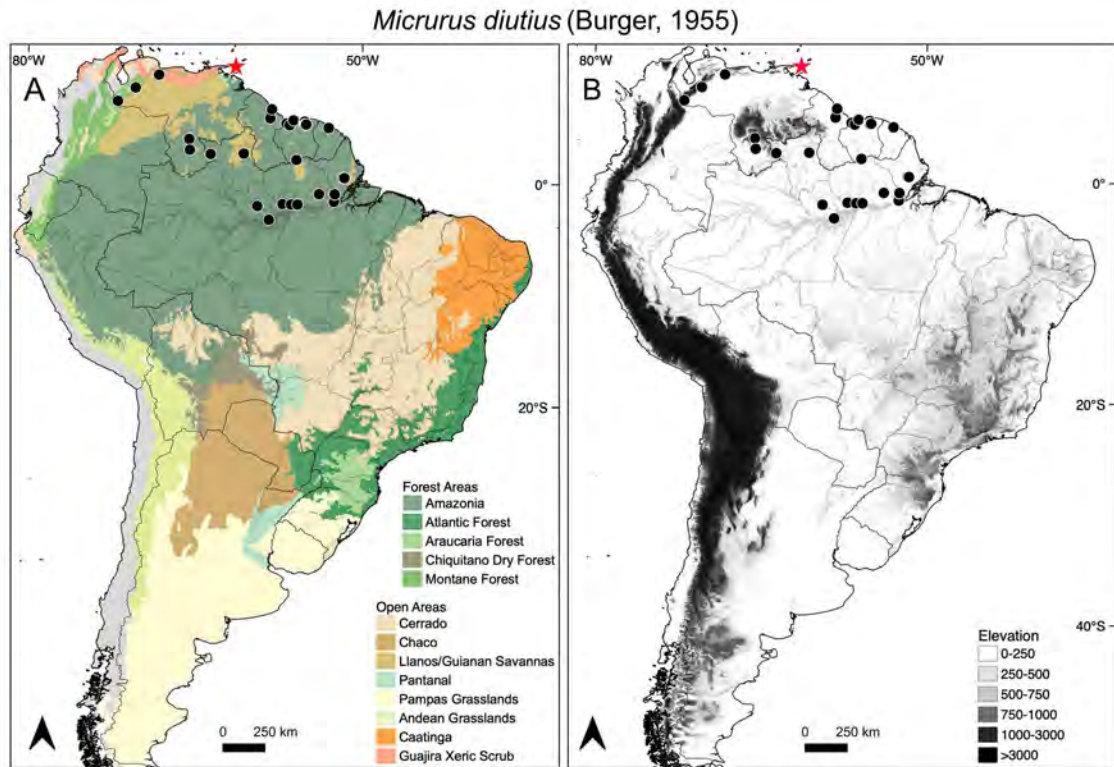 Micrurus diutius (Burger, 1955)
80°W
50°W
A
0°
20°S
Forest Areas
Amazonia
Atlantic Forest
Araucaria Forest
Chiquitano Dry Forest
Montane Forest
Open Areas
Cerrado
Chaco
Llanos/Guianan Savannas
Pantanal
Pampas Grasslands
Andean Grasslands
Caatinga
Guajira Xeric Scrub
0 250 km
80°W
50°W
B
0°
20°S
40°S
Elevation
0-250
250-500
500-750
750-1000
1000-3000
>3000
0 250 km